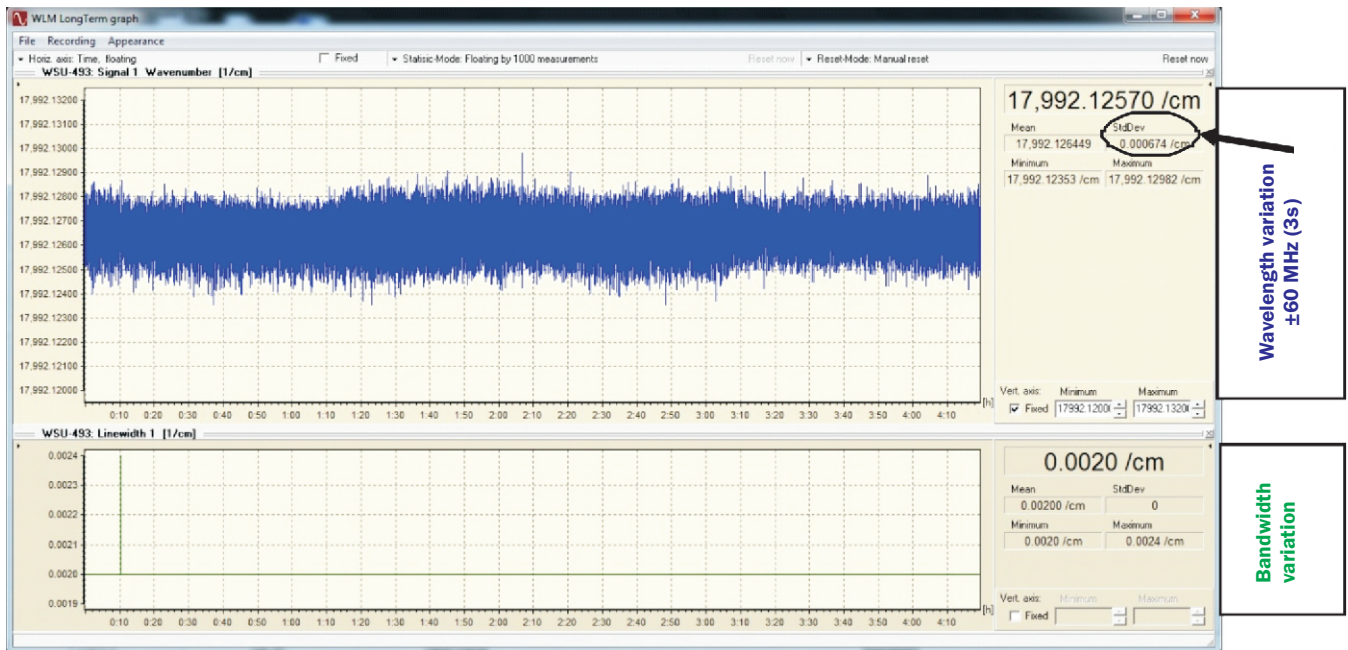 WLM LongTerm graph
File Recording Appearance
Horiz. axis: Time, floating Fixed Statisic-Mode: Floating by 1000 measurements Reset now Reset-Mode: Manual reset Reset now
WSU-493: Signal 1 Wavenumber [1/cm]
17,992.13200
17,992.13100
17,992.13000
17,992.12900
17,992.12800
17,992.12700
17,992.12600
17,992.12500
17,992.12400
17,992.12300
17,992.12200
17,992.12100
17,992.12000
0:10 0:20 0:30 0:40 0:50 1:00 1:10 1:20 1:30 1:40 1:50 2:00 2:10 2:20 2:30 2:40 2:50 3:00 3:10 3:20 3:30 3:40 3:50 4:00 4:10 [h]
17,992.12570 /cm
Mean StdDev
17,992.126449 0.000674 /cm
Minimum Maximum
17,992.12353 /cm 17,992.12982 /cm
Vert. axis: Minimum Maximum
Fixed 17992.1200 17992.1320
Wavelength variation
±60 MHz (3s)
WSU-493: Linewidth 1 [1/cm]
0.0024
0.0023
0.0022
0.0021
0.0020
0.0019
0:10 0:20 0:30 0:40 0:50 1:00 1:10 1:20 1:30 1:40 1:50 2:00 2:10 2:20 2:30 2:40 2:50 3:00 3:10 3:20 3:30 3:40 3:50 4:00 4:10 [h]
0.0020 /cm
Mean StdDev
0.00200 /cm 0
Minimum Maximum
0.0020 /cm 0.0024 /cm
Vert. axis: Minimum Maximum
Fixed
Bandwidth
variation